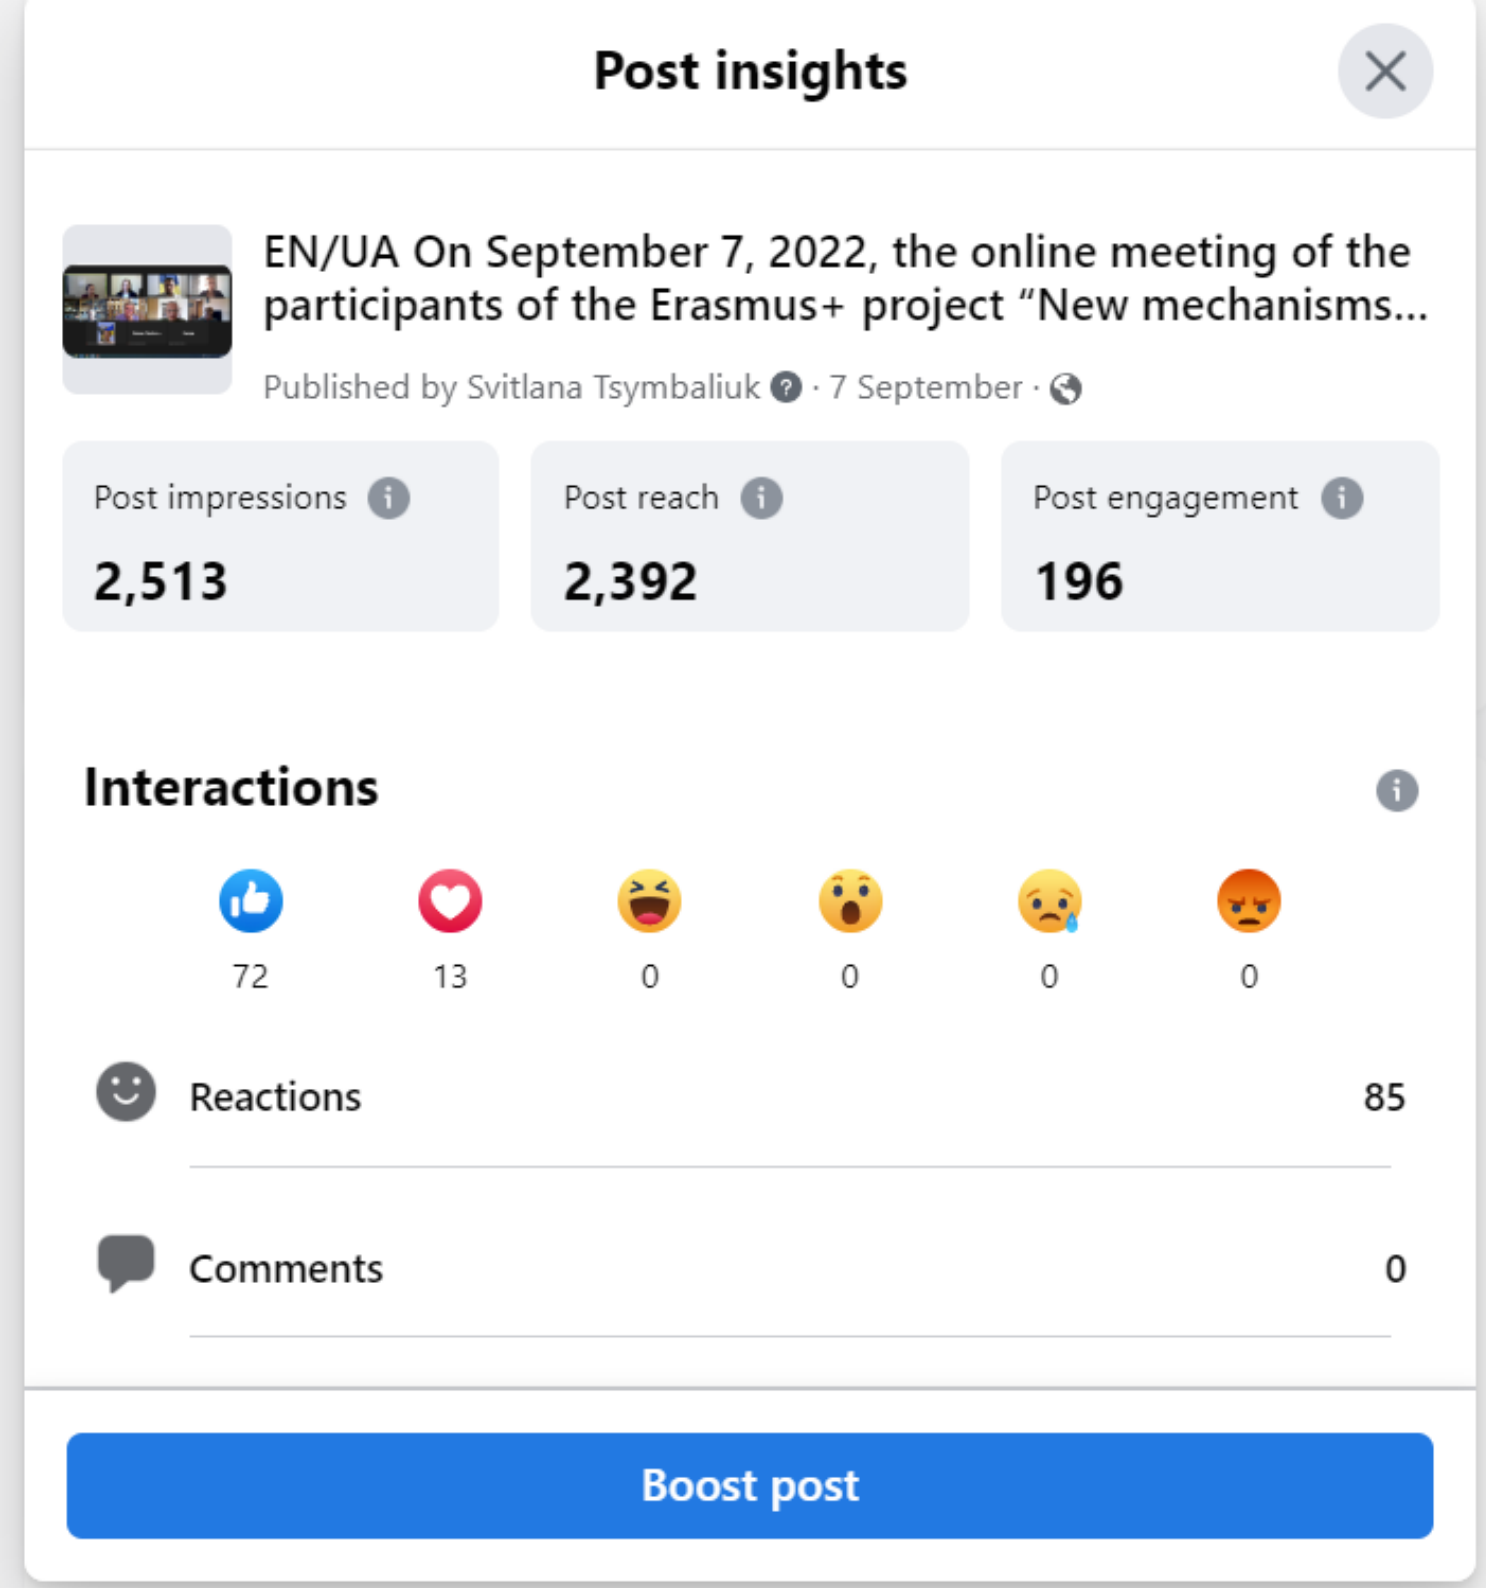 Post insights
EN/UA On September 7, 2022, the online meeting of the
participants of the Erasmus+ project “New mechanisms...
Published by Svitlana Tsymbaliuk · 7 September ·
Post impressions
2,513
Post reach
2,392
Post engagement
196
Interactions
72 13 0 0 0 0
Reactions 85
Comments 0
Boost post